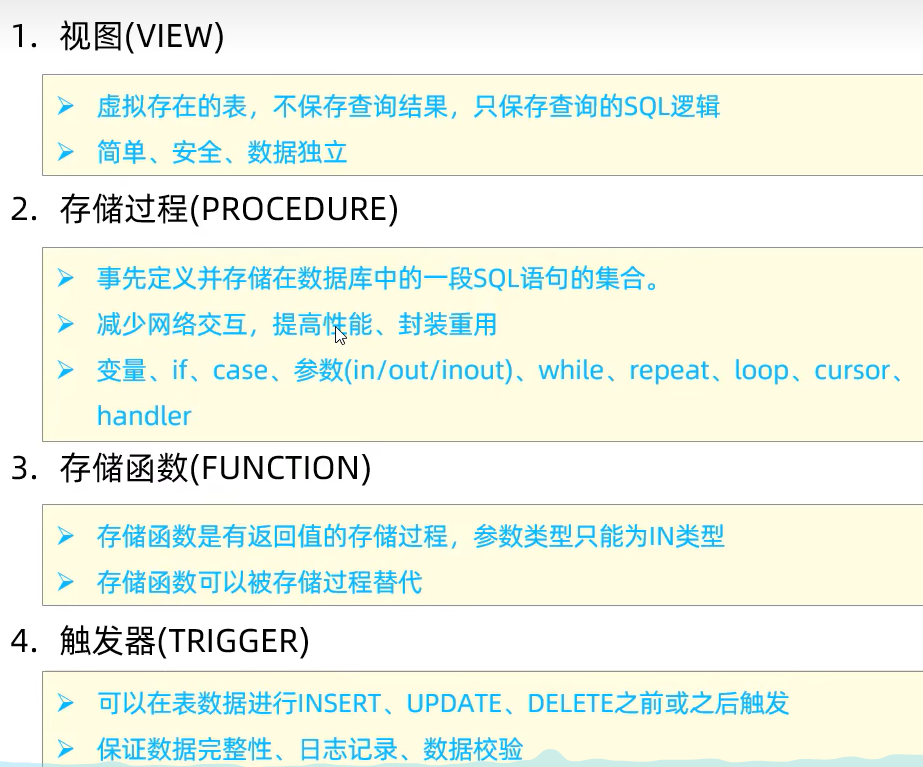 1. 视图(VIEW)
➢ 虚拟存在的表，不保存查询结果，只保存查询的SQL逻辑
➢ 简单、安全、数据独立
2. 存储过程(PROCEDURE)
➢ 事先定义并存储在数据库中的一段SQL语句的集合。
➢ 减少网络交互，提高性能、封装重用
➢ 变量、if、case、参数(in/out/inout)、while、repeat、loop、cursor、
handler
3. 存储函数(FUNCTION)
➢ 存储函数是有返回值的存储过程，参数类型只能为IN类型
➢ 存储函数可以被存储过程替代
4. 触发器(TRIGGER)
➢ 可以在表数据进行INSERT、UPDATE、DELETE之前或之后触发
➢ 保证数据完整性、日志记录、数据校验